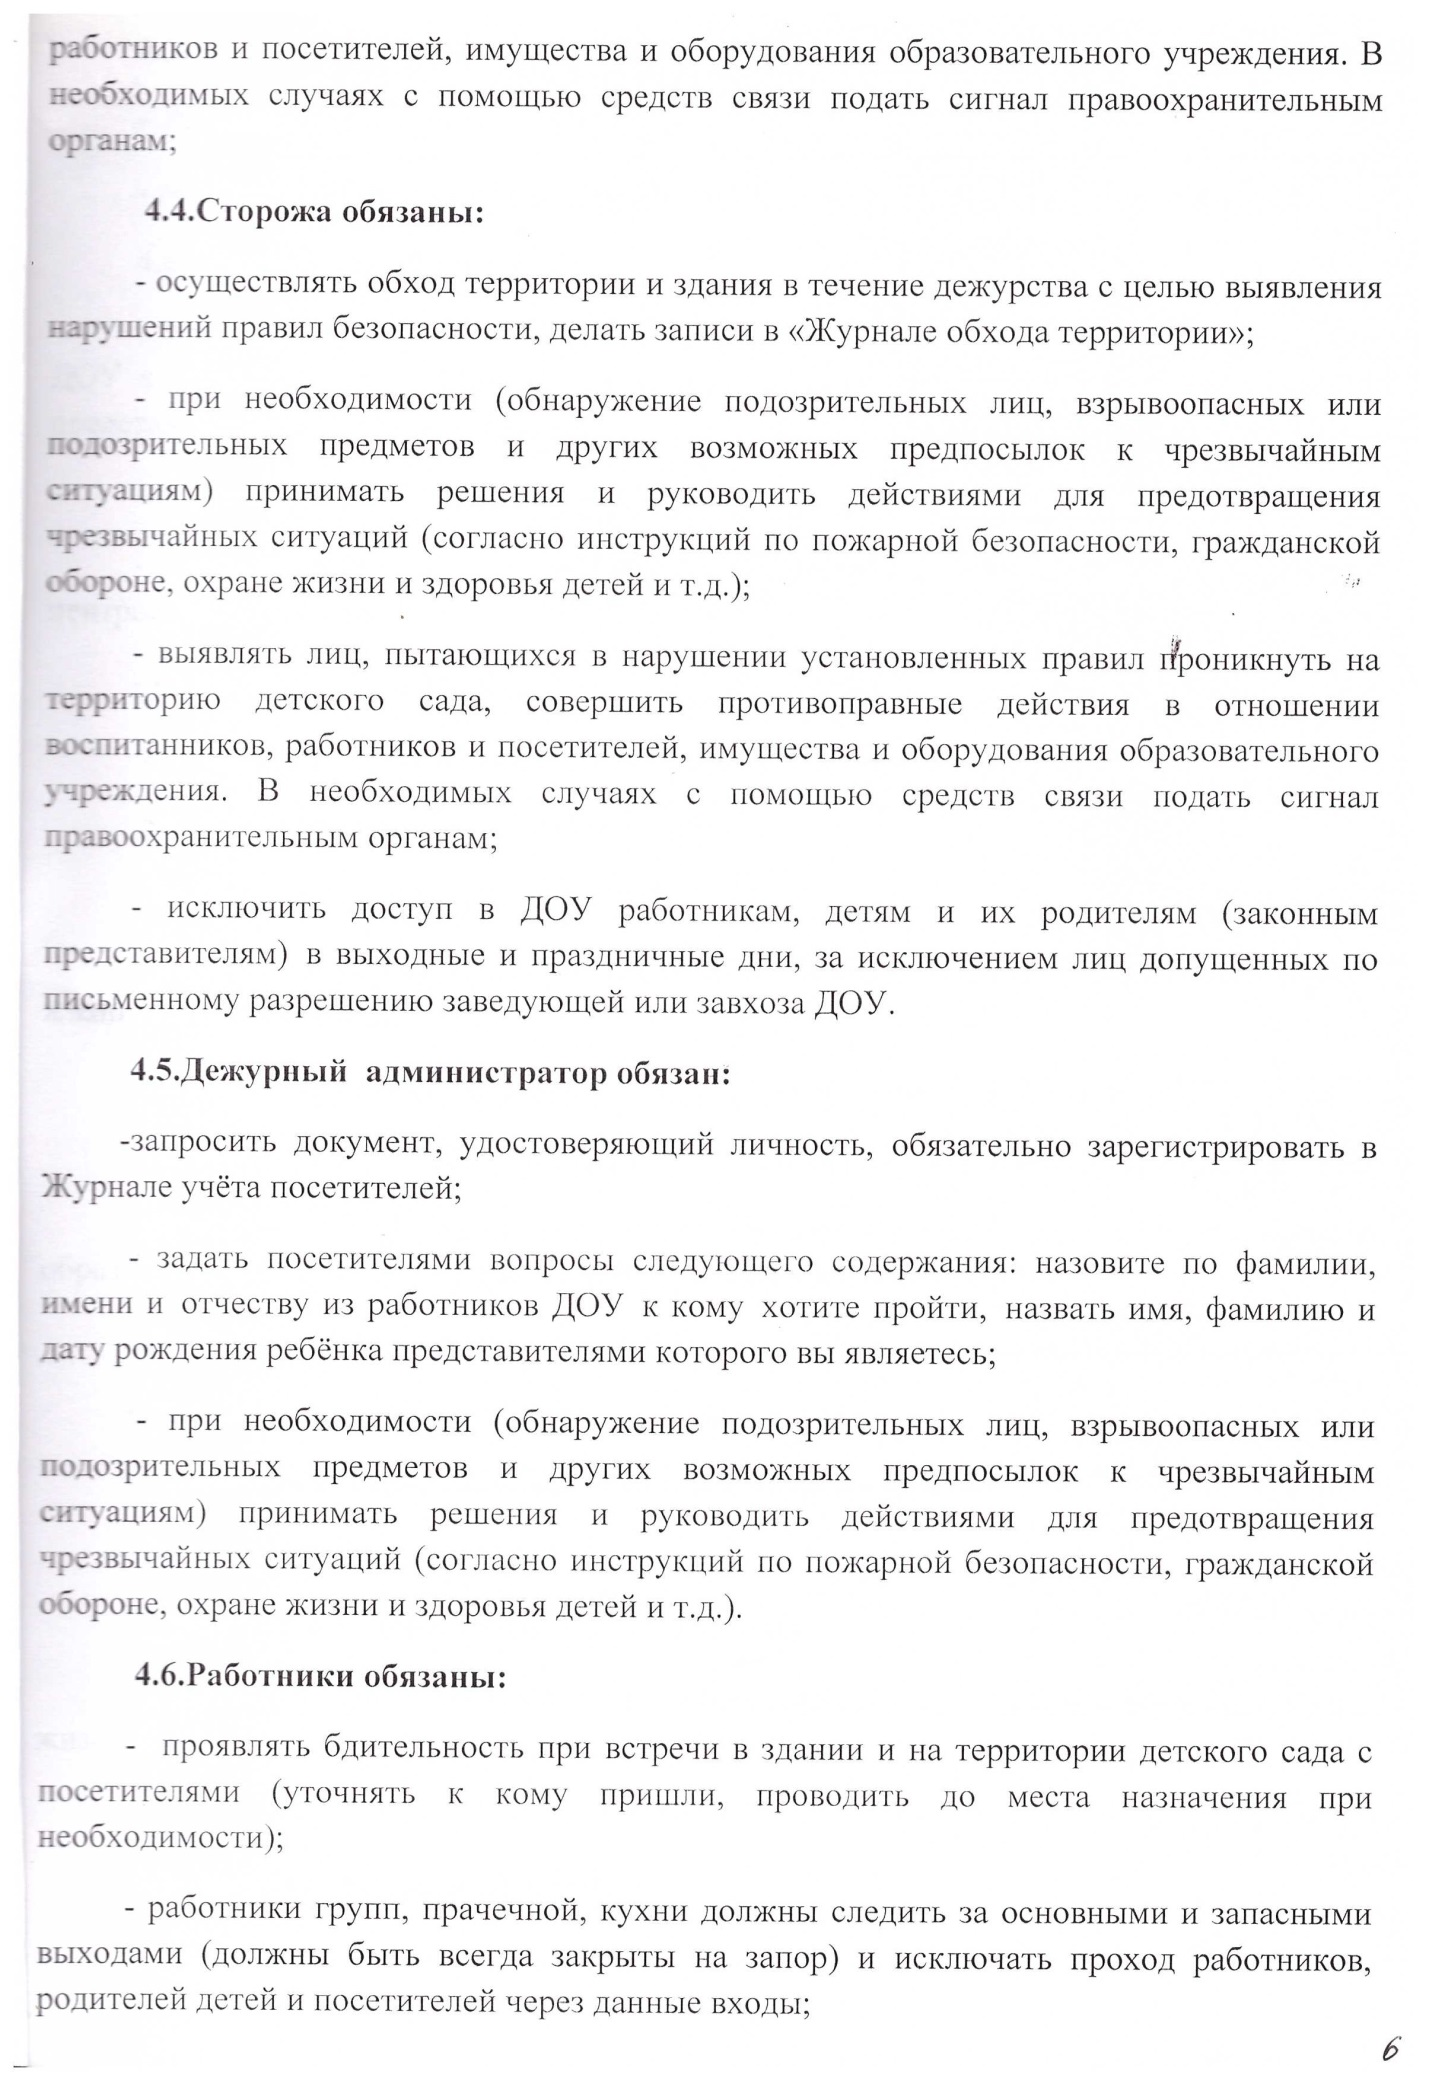 работников и посетителей, имущества и оборудования образовательного учреждения. В
необходимых случаях с помощью средств связи подать сигнал правоохранительным
органам;
4.4.Сторожа обязаны:
- осуществлять обход территории и здания в течение дежурства с целью выявления
нарушений правил безопасности, делать записи в «Журнале обхода территории»;
- при необходимости (обнаружение подозрительных лиц, взрывоопасных или
подозрительных предметов и других возможных предпосылок к чрезвычайным
ситуациям) принимать решения и руководить действиями для предотвращения
чрезвычайных ситуаций (согласно инструкций по пожарной безопасности, гражданской
обороне, охране жизни и здоровья детей и т.д.);
- выявлять лиц, пытающихся в нарушении установленных правил проникнуть на
территорию детского сада, совершить противоправные действия в отношении
воспитанников, работников и посетителей, имущества и оборудования образовательного
учреждения. В необходимых случаях с помощью средств связи подать сигнал
правоохранительным органам;
- исключить доступ в ДОУ работникам, детям и их родителям (законным
представителям) в выходные и праздничные дни, за исключением лиц допущенных по
письменному разрешению заведующей или завхоза ДОУ.
4.5.Дежурный администратор обязан:
-запросить документ, удостоверяющий личность, обязательно зарегистрировать в
Журнале учёта посетителей;
- задать посетителями вопросы следующего содержания: назовите по фамилии,
имени и отчеству из работников ДОУ к кому хотите пройти, назвать имя, фамилию и
дату рождения ребёнка представителями которого вы являетесь;
- при необходимости (обнаружение подозрительных лиц, взрывоопасных или
подозрительных предметов и других возможных предпосылок к чрезвычайным
ситуациям) принимать решения и руководить действиями для предотвращения
чрезвычайных ситуаций (согласно инструкций по пожарной безопасности, гражданской
обороне, охране жизни и здоровья детей и т.д.).
4.6.Работники обязаны:
- проявлять бдительность при встречи в здании и на территории детского сада с
посетителями (уточнять к кому пришли, проводить до места назначения при
необходимости);
- работники групп, прачечной, кухни должны следить за основными и запасными
выходами (должны быть всегда закрыты на запор) и исключать проход работников,
родителей детей и посетителей через данные входы;
6